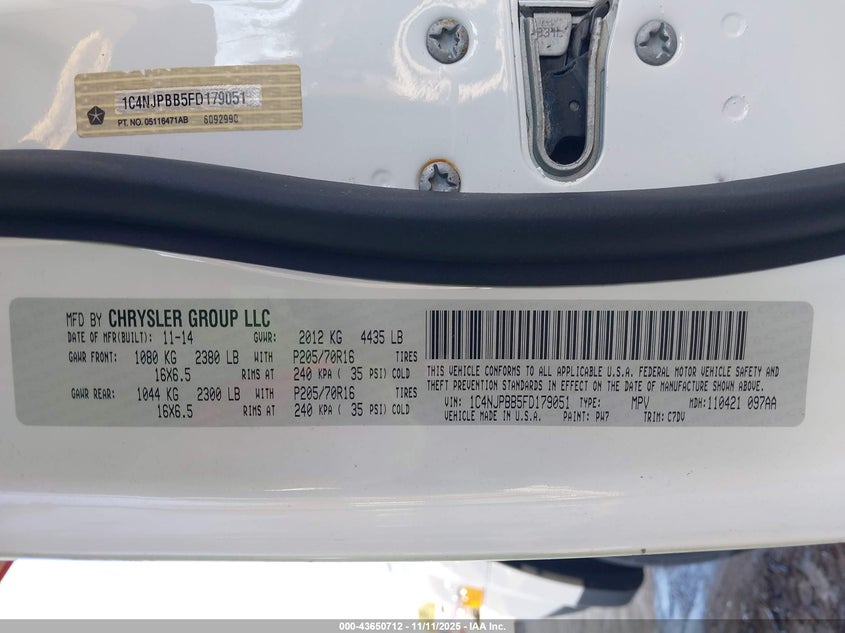 1C4NJPBB5FD179051
PT. NO. 05116471AB 6092990
MFD BY CHRYSLER GROUP LLC
DATE OF MFR(BUILT): 11-14 GVWR: 2012 KG 4435 LB
GAWR FRONT: 1080 KG 2380 LB WITH P205/70R16 TIRES
16X6.5 RIMS AT 240 KPA ( 35 PSI) COLD
GAWR REAR: 1044 KG 2300 LB WITH P205/70R16 TIRES
16X6.5 RIMS AT 240 KPA ( 35 PSI) COLD
THIS VEHICLE CONFORMS TO ALL APPLICABLE U.S.A. FEDERAL MOTOR VEHICLE SAFETY AND
THEFT PREVENTION STANDARDS IN EFFECT ON THE DATE OF MANUFACTURE SHOWN ABOVE.
VIN: 1C4NJPBB5FD179051 TYPE: MPV MDH: 110421 097AA
VEHICLE MADE IN U.S.A. PAINT: PW7 TRIM: C7DV
000-43650712 - 11/11/2025 - IAA Inc.